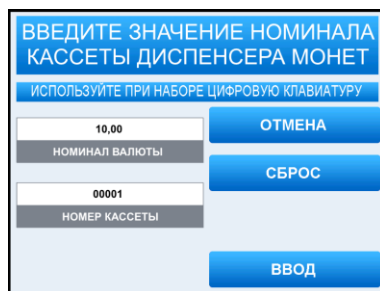 ВВЕДИТЕ ЗНАЧЕНИЕ НОМИНАЛА
КАССЕТЫ ДИСПЕНСЕРА МОНЕТ
ИСПОЛЬЗУЙТЕ ПРИ НАБОРЕ ЦИФРОВУЮ КЛАВИАТУРУ
10,00
НОМИНАЛ ВАЛЮТЫ
ОТМЕНА
СБРОС
00001
НОМЕР КАССЕТЫ
ВВОД